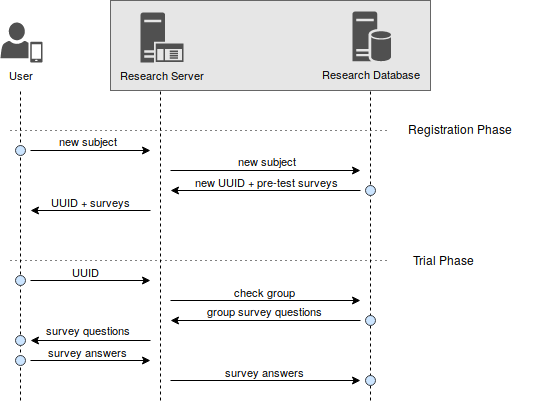 User
Research Server
Research Database
Registration Phase
new subject
new subject
new UUID + pre-test surveys
UUID + surveys
Trial Phase
UUID
check group
group survey questions
survey questions
survey answers
survey answers